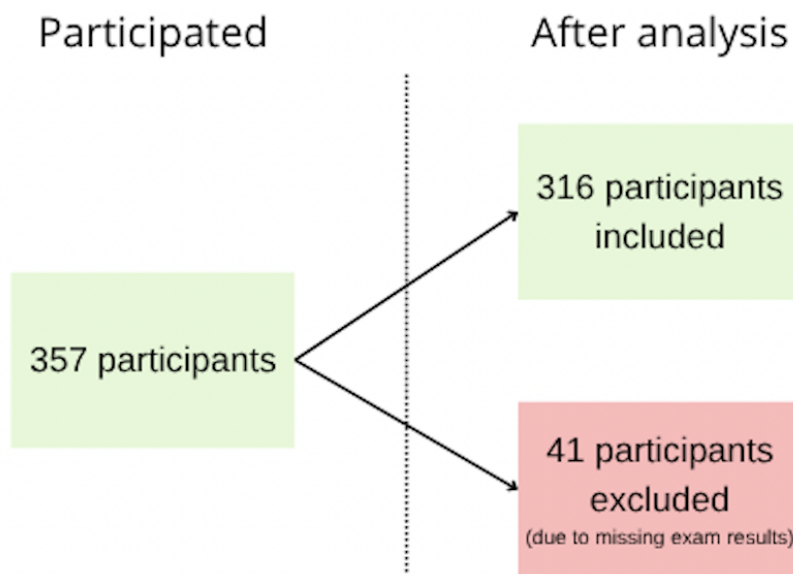 Participated
After analysis
357 participants
316 participants
included
41 participants
excluded
(due to missing exam results)